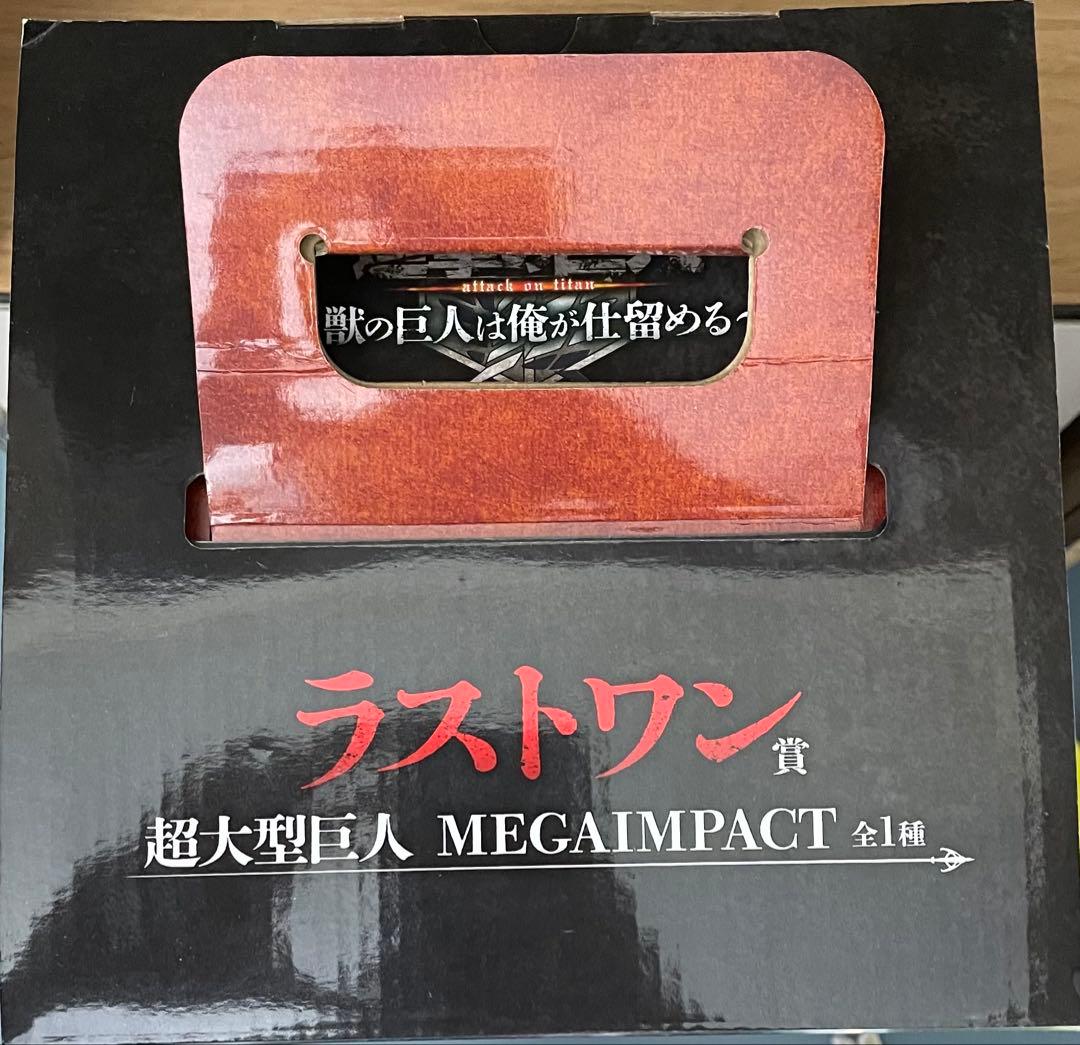 attack on titan
獣の巨人は俺が仕留める
ラストワン賞
超大型巨人 MEGAIMPACT 全1種